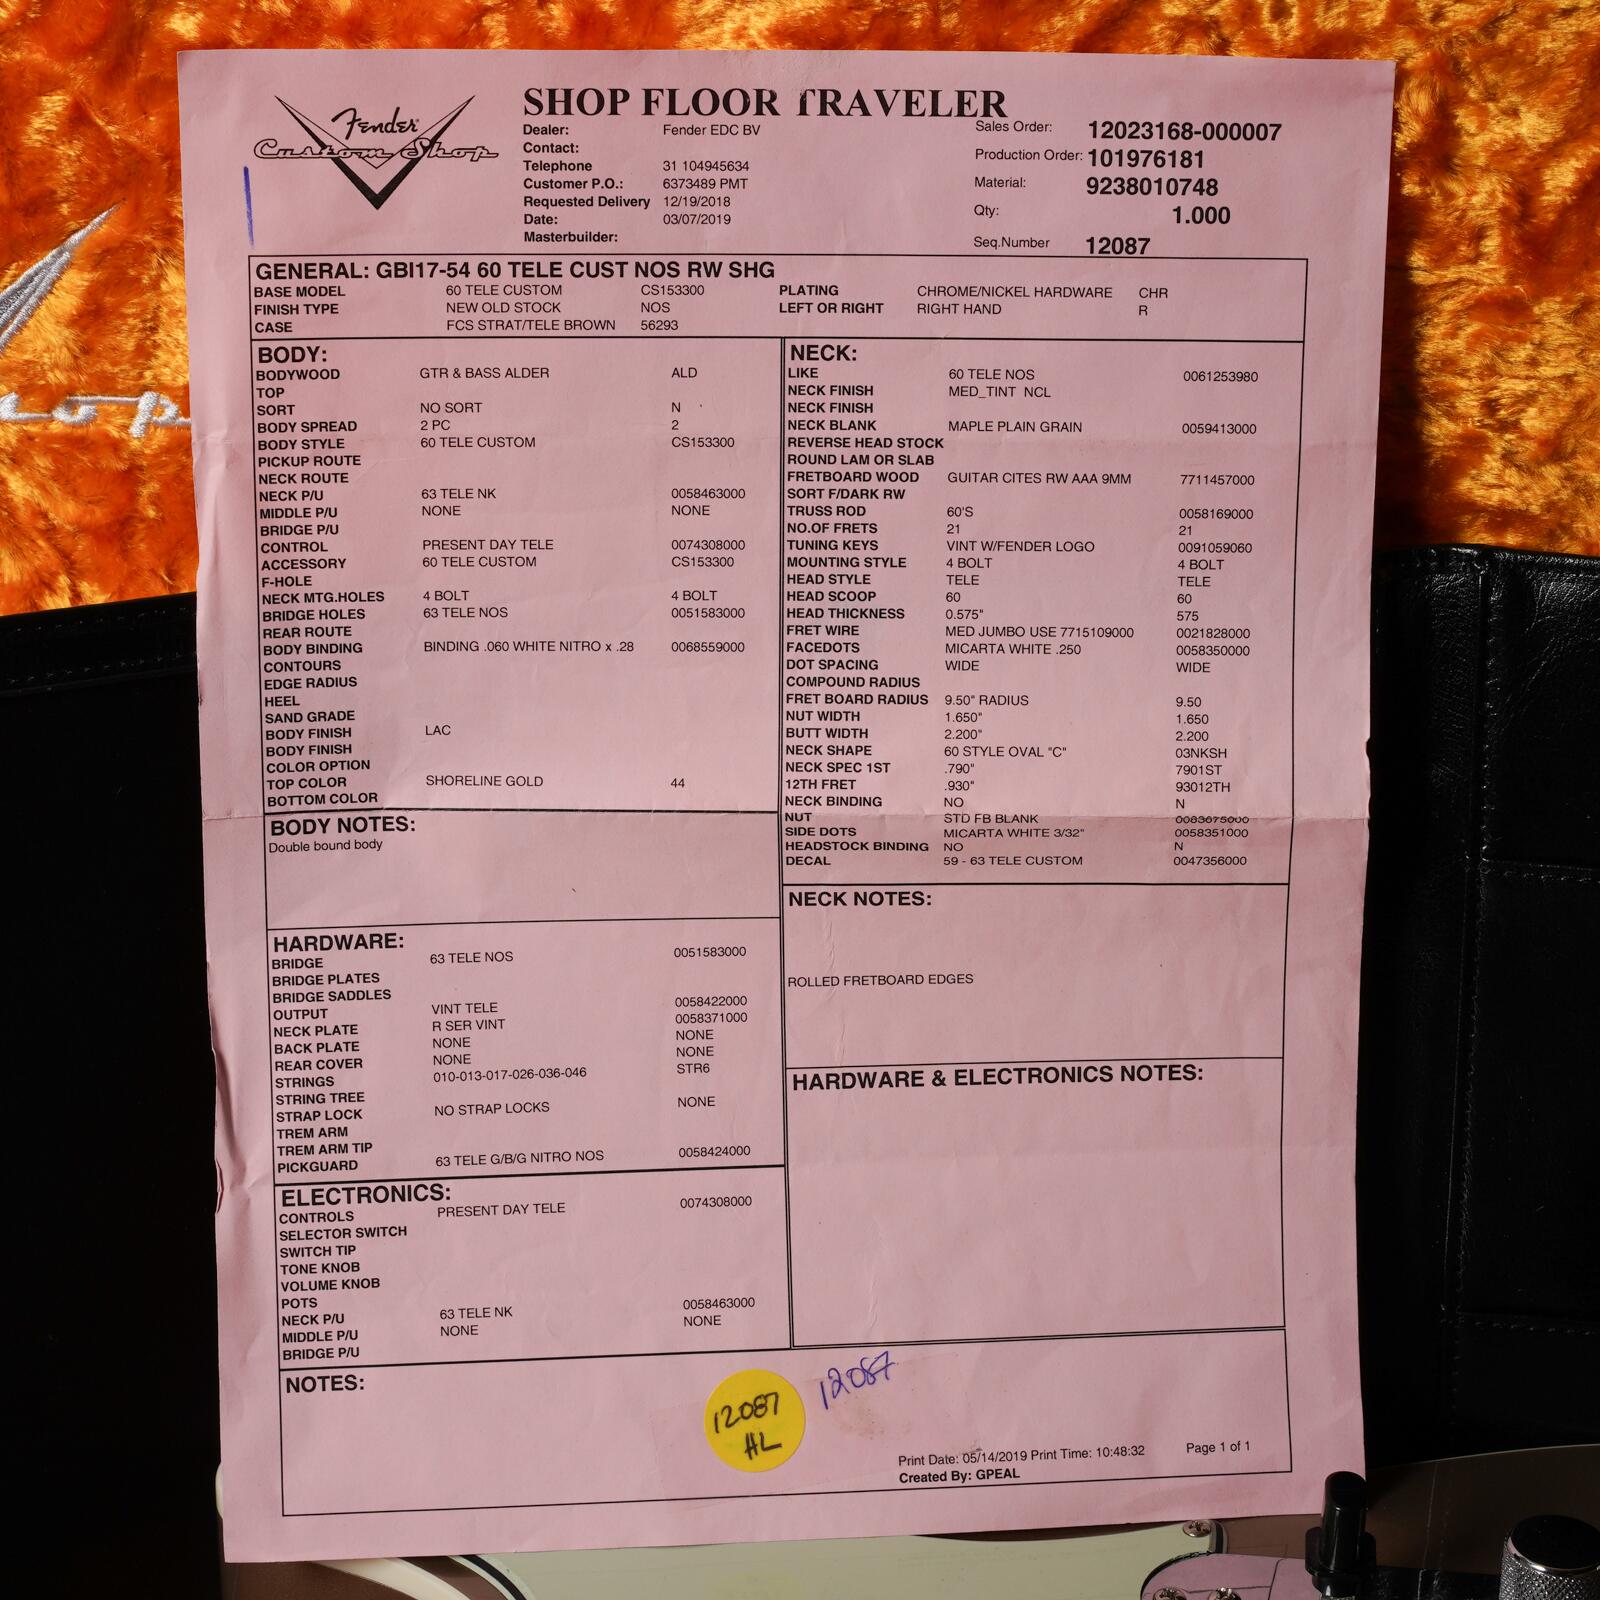 Fender
Custom Shop
SHOP FLOOR TRAVELER
Dealer: Fender EDC BV
Contact:
Telephone 31 104945634
Customer P.O.: 6373489 PMT
Requested Delivery 12/19/2018
Date: 03/07/2019
Masterbuilder:
Sales Order: 12023168-000007
Production Order: 101976181
Material: 9238010748
Qty: 1.000
Seq.Number 12087
GENERAL: GBI17-54 60 TELE CUST NOS RW SHG
BASE MODEL 60 TELE CUSTOM CS153300 PLATING CHROME/NICKEL HARDWARE CHR
FINISH TYPE NEW OLD STOCK NOS LEFT OR RIGHT RIGHT HAND R
CASE FCS STRAT/TELE BROWN 56293
BODY:
BODYWOOD GTR & BASS ALDER ALD
TOP
SORT NO SORT N
BODY SPREAD 2 PC 2
BODY STYLE 60 TELE CUSTOM CS153300
PICKUP ROUTE
NECK ROUTE
NECK P/U 63 TELE NK 0058463000
MIDDLE P/U NONE NONE
BRIDGE P/U
CONTROL PRESENT DAY TELE 0074308000
ACCESSORY 60 TELE CUSTOM CS153300
F-HOLE
NECK MTG.HOLES 4 BOLT 4 BOLT
BRIDGE HOLES 63 TELE NOS 0051583000
REAR ROUTE
BODY BINDING BINDING .060 WHITE NITRO x .28 0068559000
CONTOURS
EDGE RADIUS
HEEL
SAND GRADE
BODY FINISH LAC
BODY FINISH
COLOR OPTION
TOP COLOR SHORELINE GOLD 44
BOTTOM COLOR
BODY NOTES:
Double bound body
HARDWARE:
BRIDGE 63 TELE NOS 0051583000
BRIDGE PLATES
BRIDGE SADDLES
OUTPUT VINT TELE 0058422000
NECK PLATE R SER VINT 0058371000
BACK PLATE NONE NONE
REAR COVER NONE NONE
STRINGS 010-013-017-026-036-046 STR6
STRING TREE
STRAP LOCK NO STRAP LOCKS NONE
TREM ARM
TREM ARM TIP
PICKGUARD 63 TELE G/B/G NITRO NOS 0058424000
ELECTRONICS:
CONTROLS PRESENT DAY TELE 0074308000
SELECTOR SWITCH
SWITCH TIP
TONE KNOB
VOLUME KNOB
POTS
NECK P/U 63 TELE NK 0058463000
MIDDLE P/U NONE NONE
BRIDGE P/U
NECK:
LIKE 60 TELE NOS 0061253980
NECK FINISH MED_TINT NCL
NECK FINISH
NECK BLANK MAPLE PLAIN GRAIN 0059413000
REVERSE HEAD STOCK
ROUND LAM OR SLAB
FRETBOARD WOOD GUITAR CITES RW AAA 9MM 7711457000
SORT F/DARK RW
TRUSS ROD 60'S 0058169000
NO.OF FRETS 21 21
TUNING KEYS VINT W/FENDER LOGO 0091059060
MOUNTING STYLE 4 BOLT 4 BOLT
HEAD STYLE TELE TELE
HEAD SCOOP 60 60
HEAD THICKNESS 0.575" 575
FRET WIRE MED JUMBO USE 7715109000 0021828000
FACEDOTS MICARTA WHITE .250 0058350000
DOT SPACING WIDE WIDE
COMPOUND RADIUS
FRET BOARD RADIUS 9.50" RADIUS 9.50
NUT WIDTH 1.650" 1.650
BUTT WIDTH 2.200" 2.200
NECK SHAPE 60 STYLE OVAL "C" 03NKSH
NECK SPEC 1ST .790" 7901ST
12TH FRET .930" 93012TH
NECK BINDING NO N
NUT STD FB BLANK 0083675000
SIDE DOTS MICARTA WHITE 3/32" 0058351000
HEADSTOCK BINDING NO N
DECAL 59 - 63 TELE CUSTOM 0047356000
NECK NOTES:
ROLLED FRETBOARD EDGES
HARDWARE & ELECTRONICS NOTES:
NOTES:
12087
HL
12087
Print Date: 05/14/2019 Print Time: 10:48:32 Page 1 of 1
Created By: GPEAL